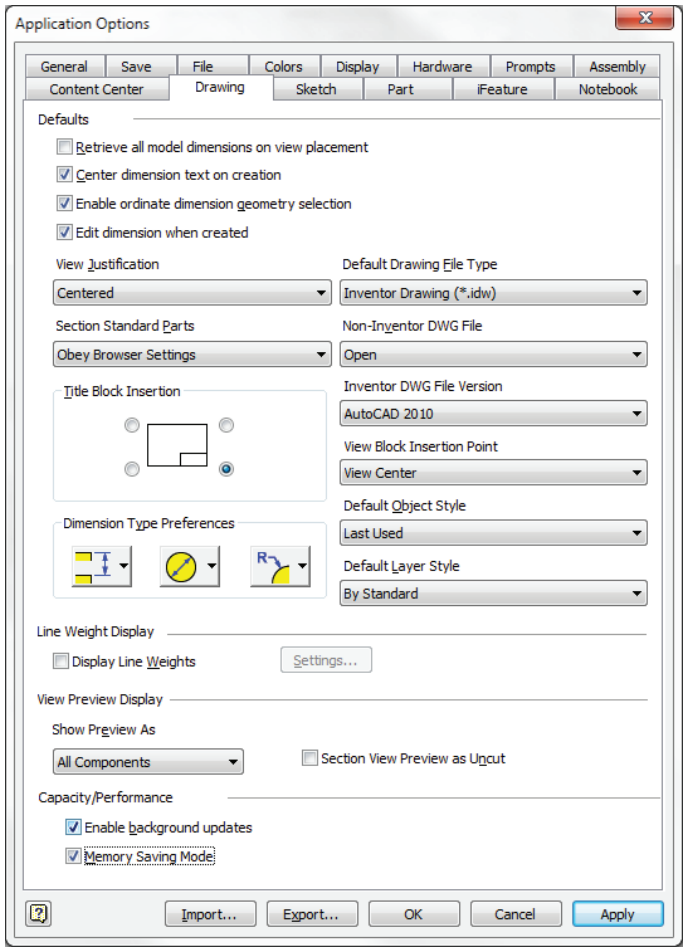 Application Options
General Save File Colors Display Hardware Prompts Assembly
Content Center Drawing Sketch Part iFeature Notebook
Defaults
Retrieve all model dimensions on view placement
Center dimension text on creation
Enable ordinate dimension geometry selection
Edit dimension when created
View Justification
Centered
Default Drawing File Type
Inventor Drawing (*.idw)
Section Standard Parts
Obey Browser Settings
Non-Inventor DWG File
Open
Title Block Insertion
Inventor DWG File Version
AutoCAD 2010
View Block Insertion Point
View Center
Default Object Style
Last Used
Dimension Type Preferences
R
Default Layer Style
By Standard
Line Weight Display
Display Line Weights Settings...
View Preview Display
Show Preview As
All Components
Section View Preview as Uncut
Capacity/Performance
Enable background updates
Memory Saving Mode
? Import... Export... OK Cancel Apply